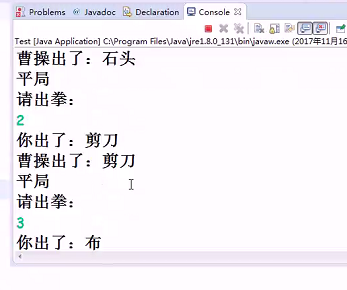 Problems Javadoc Declaration Console
Test [Java Application] C:\Program Files\Java\jre1.8.0_131\bin\javaw.exe (2017年11月16
曹操出了：石头
平局
请出拳：
2
你出了：剪刀
曹操出了：剪刀
平局
请出拳：
3
你出了：布